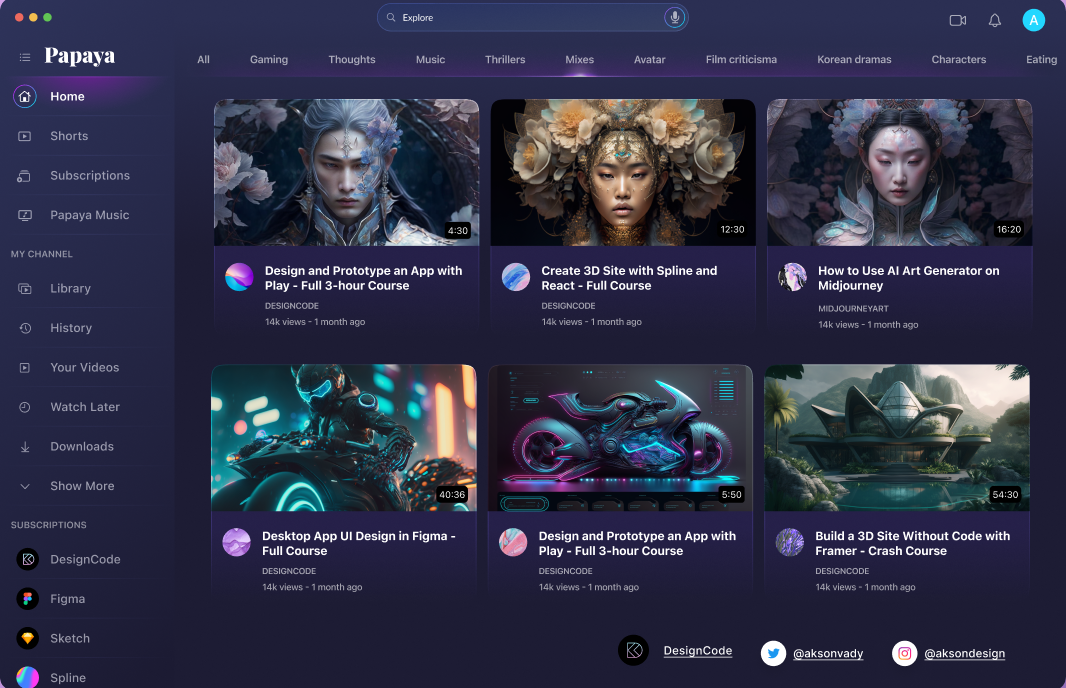 Explore
A
Papaya
All
Gaming
Thoughts
Music
Thrillers
Mixes
Avatar
Film criticisma
Korean dramas
Characters
Eating
Home
Shorts
Subscriptions
Papaya Music
MY CHANNEL
Library
History
Your Videos
Watch Later
Downloads
Show More
SUBSCRIPTIONS
DesignCode
Figma
Sketch
Spline
4:30
Design and Prototype an App with
Play - Full 3-hour Course
DESIGNCODE
14k views - 1 month ago
12:30
Create 3D Site with Spline and
React - Full Course
DESIGNCODE
14k views - 1 month ago
16:20
How to Use AI Art Generator on
Midjourney
MIDJOURNEYART
14k views - 1 month ago
40:36
Desktop App UI Design in Figma -
Full Course
DESIGNCODE
14k views - 1 month ago
5:50
Design and Prototype an App with
Play - Full 3-hour Course
DESIGNCODE
14k views - 1 month ago
54:30
Build a 3D Site Without Code with
Framer - Crash Course
DESIGNCODE
14k views - 1 month ago
DesignCode
@aksonvady
@aksondesign